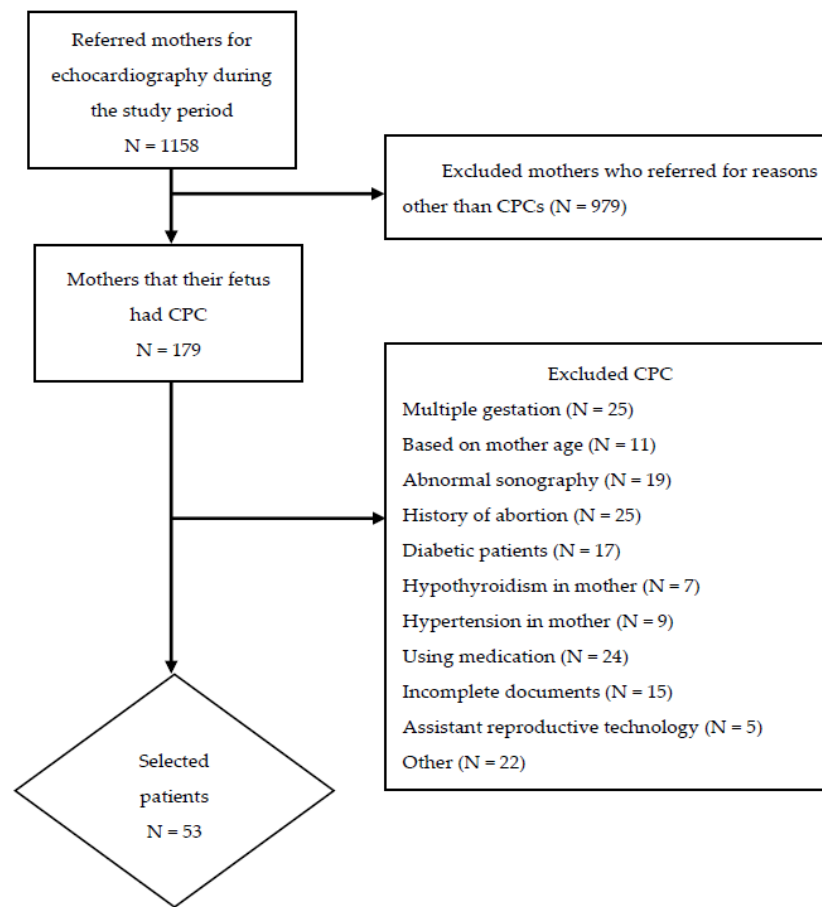 Referred mothers for
echocardiography during
the study period
N = 1158
Excluded mothers who referred for reasons
other than CPCs (N = 979)
Mothers that their fetus
had CPC
N = 179
Excluded CPC
Multiple gestation (N = 25)
Based on mother age (N = 11)
Abnormal sonography (N = 19)
History of abortion (N = 25)
Diabetic patients (N = 17)
Hypothyroidism in mother (N = 7)
Hypertension in mother (N = 9)
Using medication (N = 24)
Incomplete documents (N = 15)
Assistant reproductive technology (N = 5)
Other (N = 22)
Selected
patients
N = 53